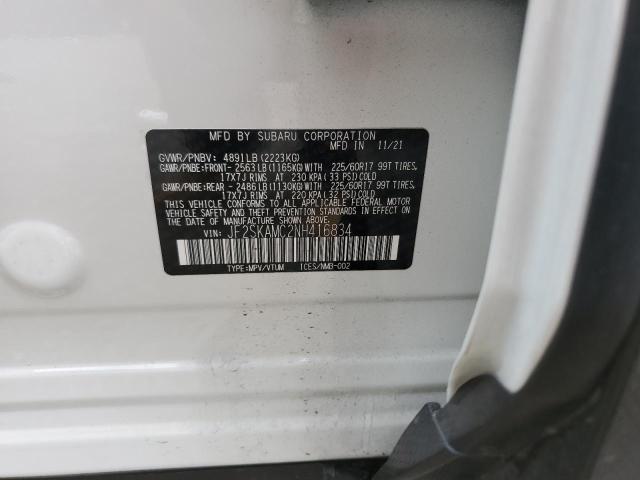 MFD BY SUBARU CORPORATION
GVWR/PNBV: 4891LB (2223KG) MFD IN 11/21
GAWR/PNBE:FRONT- 2563LB (1165KG) WITH 225/60R17 99T TIRES,
17X7J RIMS AT 230 KPA (33 PSI) COLD
GAWR/PNBE:REAR - 2486LB (1130KG) WITH 225/60R17 99T TIRES,
17X7J RIMS AT 220 KPA (32 PSI) COLD
THIS VEHICLE CONFORMS TO ALL APPLICABLE FEDERAL MOTOR
VEHICLE SAFETY AND THEFT PREVENTION STANDARDS IN EFFECT ON THE
DATE OF MANUFACTURE SHOWN ABOVE.
VIN: JF2SKAMC2NH416834
TYPE:MPV/VTUM ICES/NMB-002